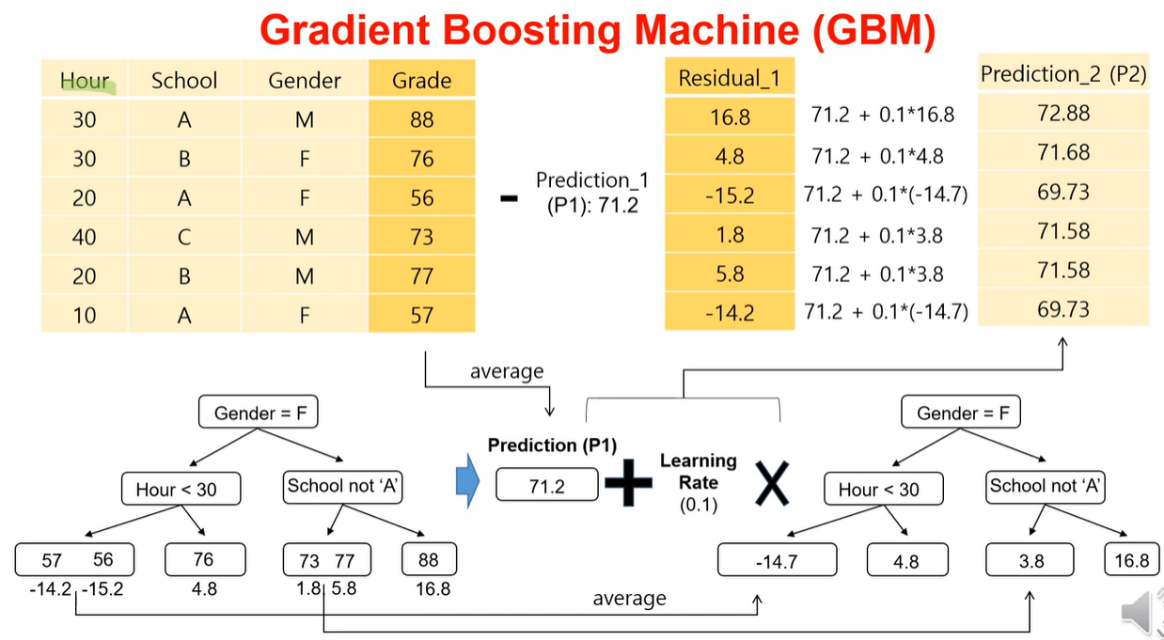 Gradient Boosting Machine (GBM)
Hour School Gender Grade
30 A M 88
30 B F 76
20 A F 56
40 C M 73
20 B M 77
10 A F 57
-
Prediction_1
(P1): 71.2
Residual_1
16.8
4.8
-15.2
1.8
5.8
-14.2
71.2 + 0.1*16.8
71.2 + 0.1*4.8
71.2 + 0.1*(-14.7)
71.2 + 0.1*3.8
71.2 + 0.1*3.8
71.2 + 0.1*(-14.7)
Prediction_2 (P2)
72.88
71.68
69.73
71.58
71.58
69.73
average
Gender = F
Hour < 30
School not ‘A’
57 56
76
73 77
88
-14.2 -15.2
4.8
1.8 5.8
16.8
Prediction (P1)
71.2
+
Learning
Rate
(0.1)
X
Gender = F
Hour < 30
School not ‘A’
-14.7
4.8
3.8
16.8
average